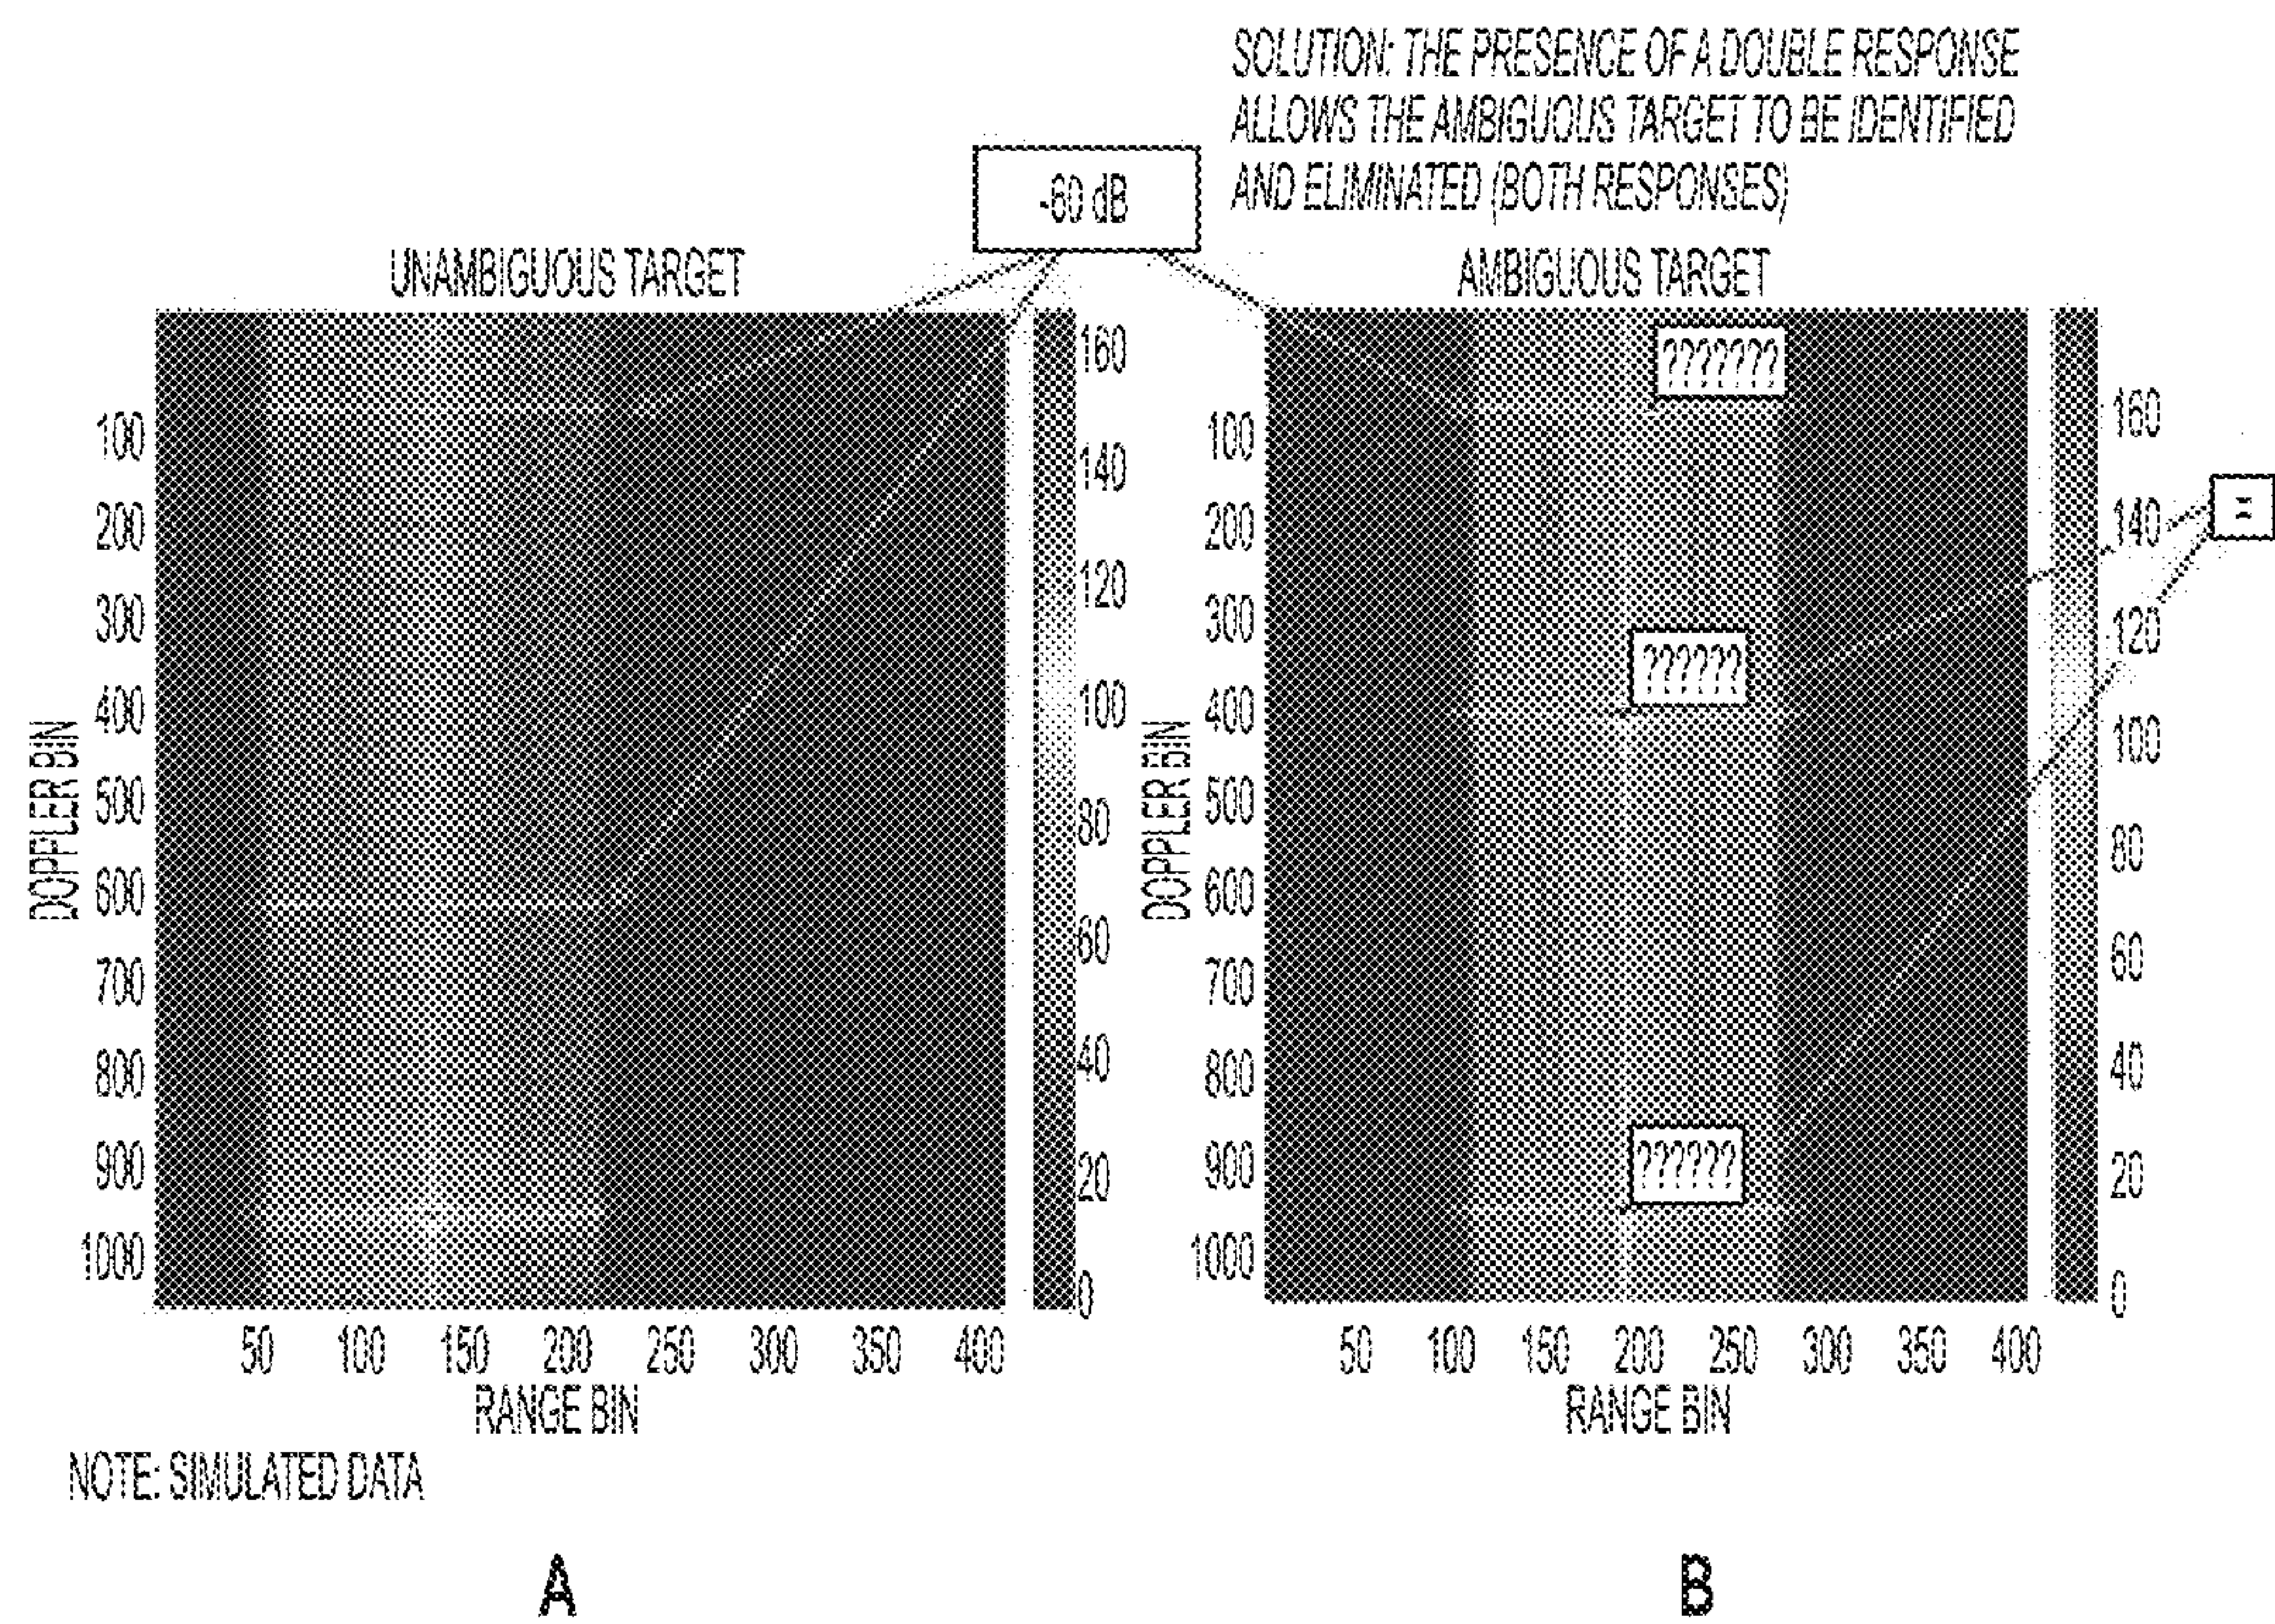 SOLUTION: THE PRESENCE OF A DOUBLE RESPONSE
ALLOWS THE AMBIGUOUS TARGET TO BE IDENTIFIED
AND ELIMINATED (BOTH RESPONSES)
-60 dB
UNAMBIGUOUS TARGET
DOPPLER BIN
100
200
300
400
500
600
700
800
900
1000
50 100 150 200 250 300 350 400
RANGE BIN
160
140
120
100
80
60
40
20
0
AMBIGUOUS TARGET
???????
??????
??????
DOPPLER BIN
100
200
300
400
500
600
700
800
900
1000
50 100 150 200 250 300 350 400
RANGE BIN
160
140
120
100
80
60
40
20
0
=
NOTE: SIMULATED DATA
A
B